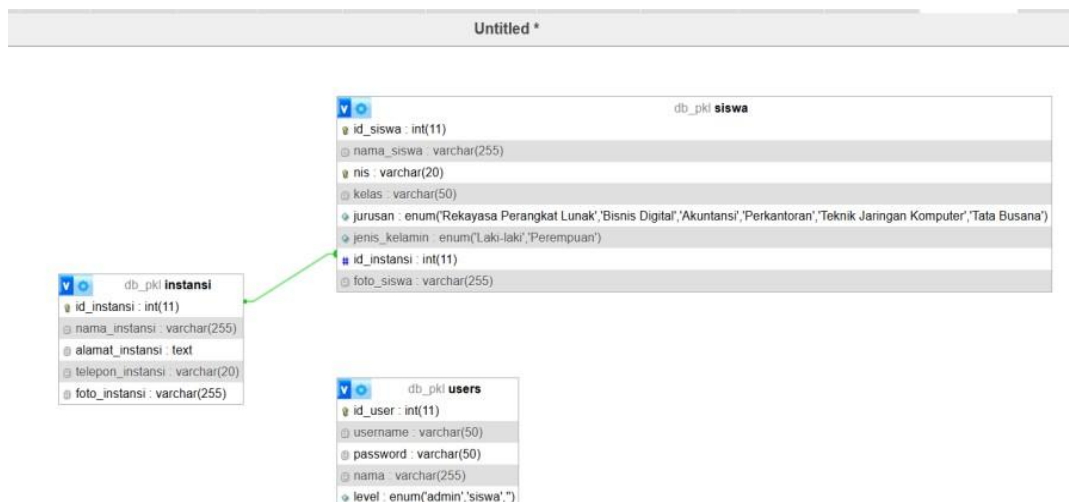 Untitled *
db_pkl siswa
id_siswa : int(11)
nama_siswa : varchar(255)
nis : varchar(20)
kelas : varchar(50)
jurusan : enum('Rekayasa Perangkat Lunak','Bisnis Digital','Akuntansi','Perkantoran','Teknik Jaringan Komputer','Tata Busana')
jenis_kelamin : enum('Laki-laki','Perempuan')
id_instansi : int(11)
foto_siswa : varchar(255)
db_pkl instansi
id_instansi : int(11)
nama_instansi : varchar(255)
alamat_instansi : text
telepon_instansi : varchar(20)
foto_instansi : varchar(255)
db_pkl users
id_user : int(11)
username : varchar(50)
password : varchar(50)
nama : varchar(255)
level : enum('admin','siswa','')